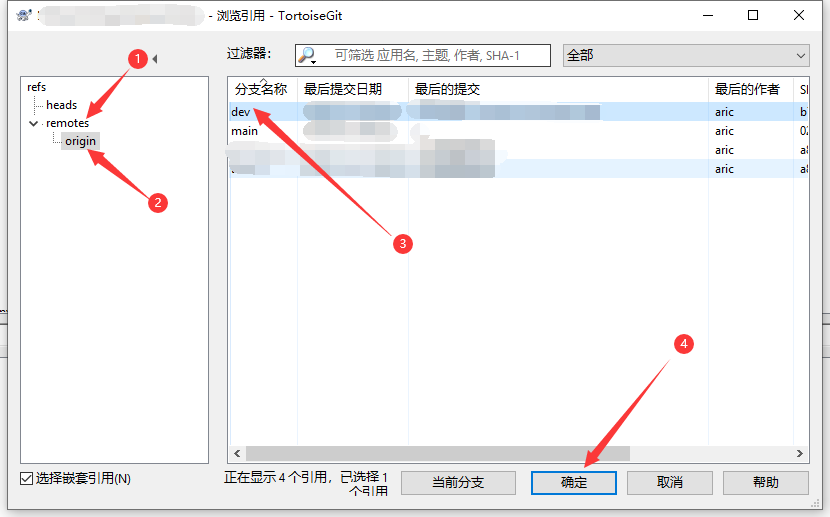 - 浏览引用 - TortoiseGit
过滤器：
可筛选 应用名, 主题, 作者, SHA-1
全部
1
refs
heads
remotes
origin
2
分支名称 最后提交日期 最后的提交 最后的作者
dev aric
main aric
aric
aric
3
4
选择嵌套引用(N)
正在显示 4 个引用，已选择 1
个引用
当前分支
确定
取消
帮助